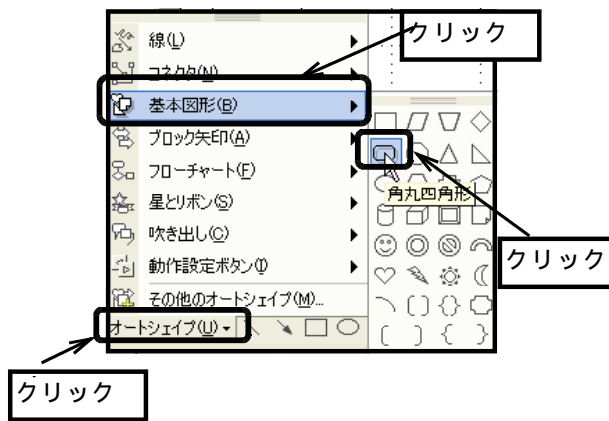 クリック
線(L)
コネクタ(N)
基本図形(B)
ブロック矢印(A)
フローチャート(F)
角丸四角形
星とリボン(S)
吹き出し(C)
クリック
動作設定ボタン(I)
その他のオートシェイプ(M)...
オートシェイプ(U)
クリック